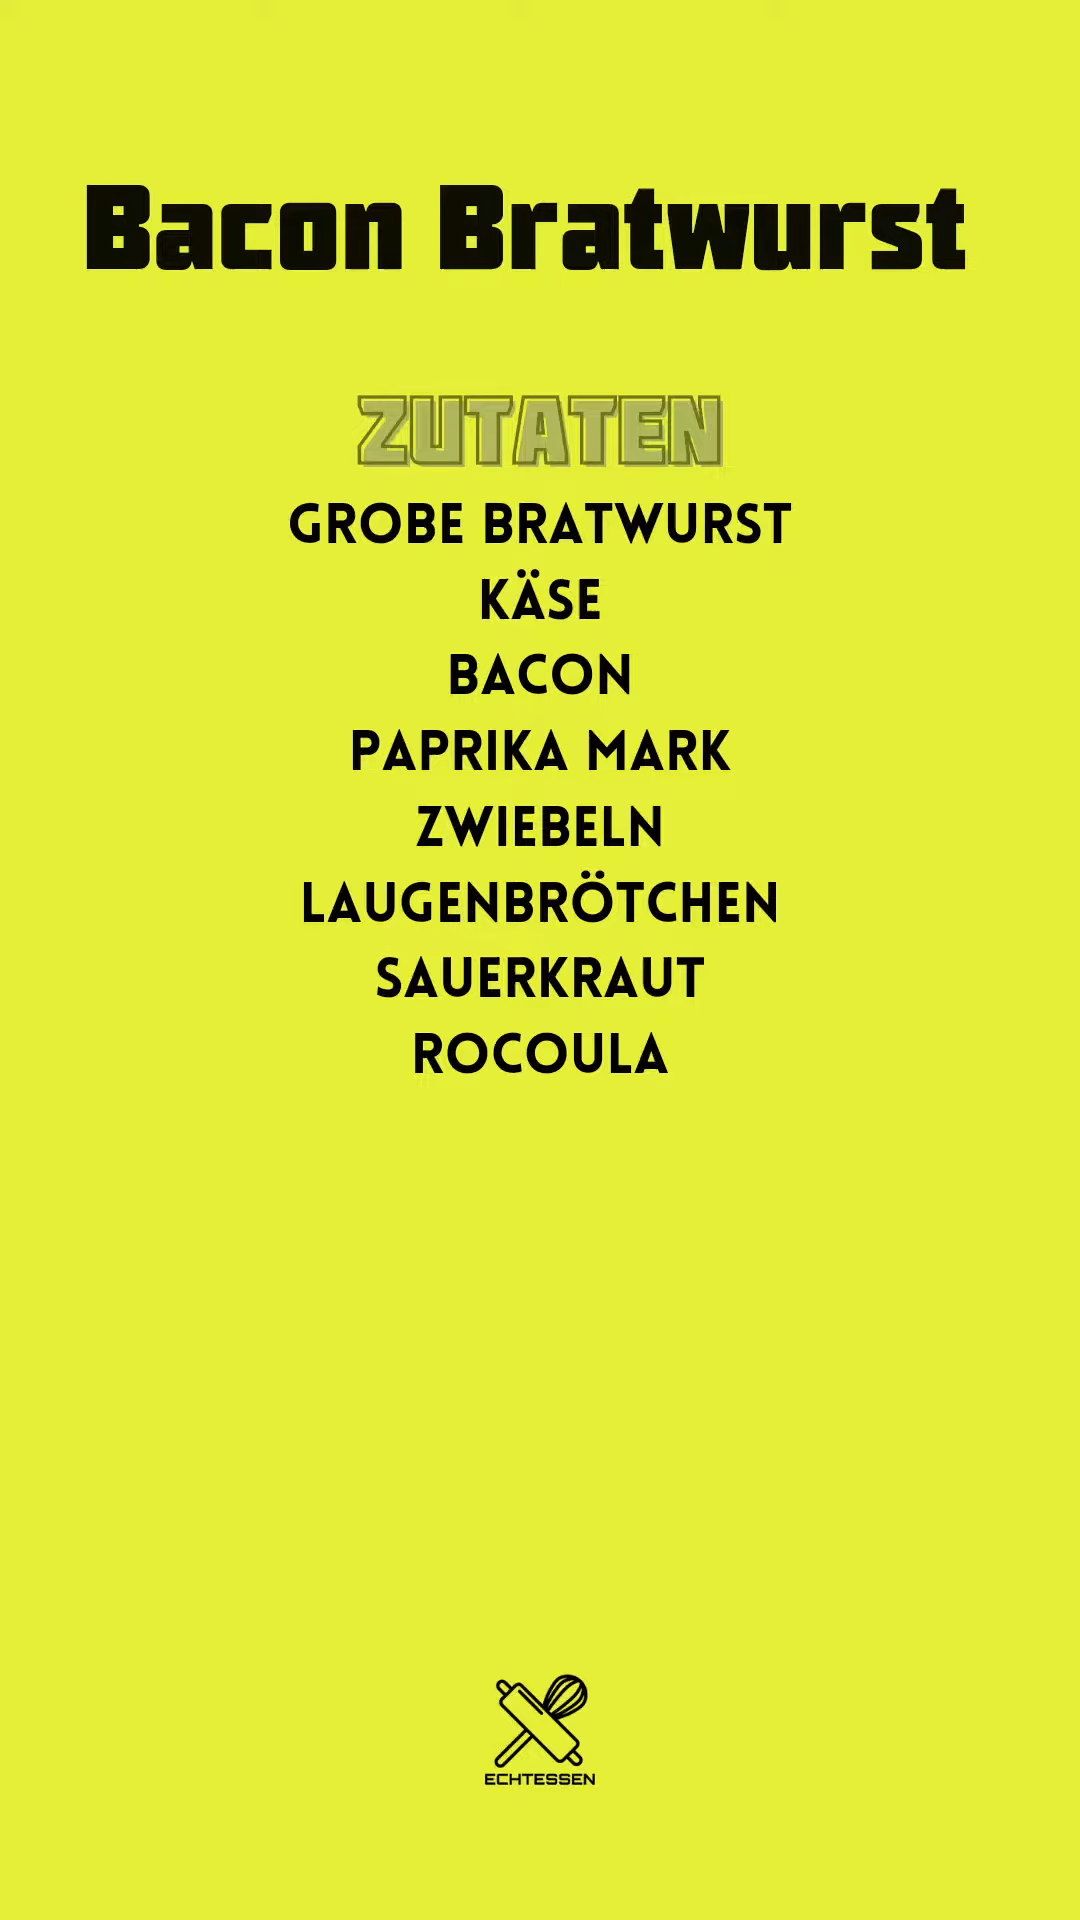 Bacon Bratwurst
ZUTATEN
GROBE BRATWURST
KÄSE
BACON
PAPRIKA MARK
ZWIEBELN
LAUGENBRÖTCHEN
SAUERKRAUT
ROCOULA
ECHTESSEN